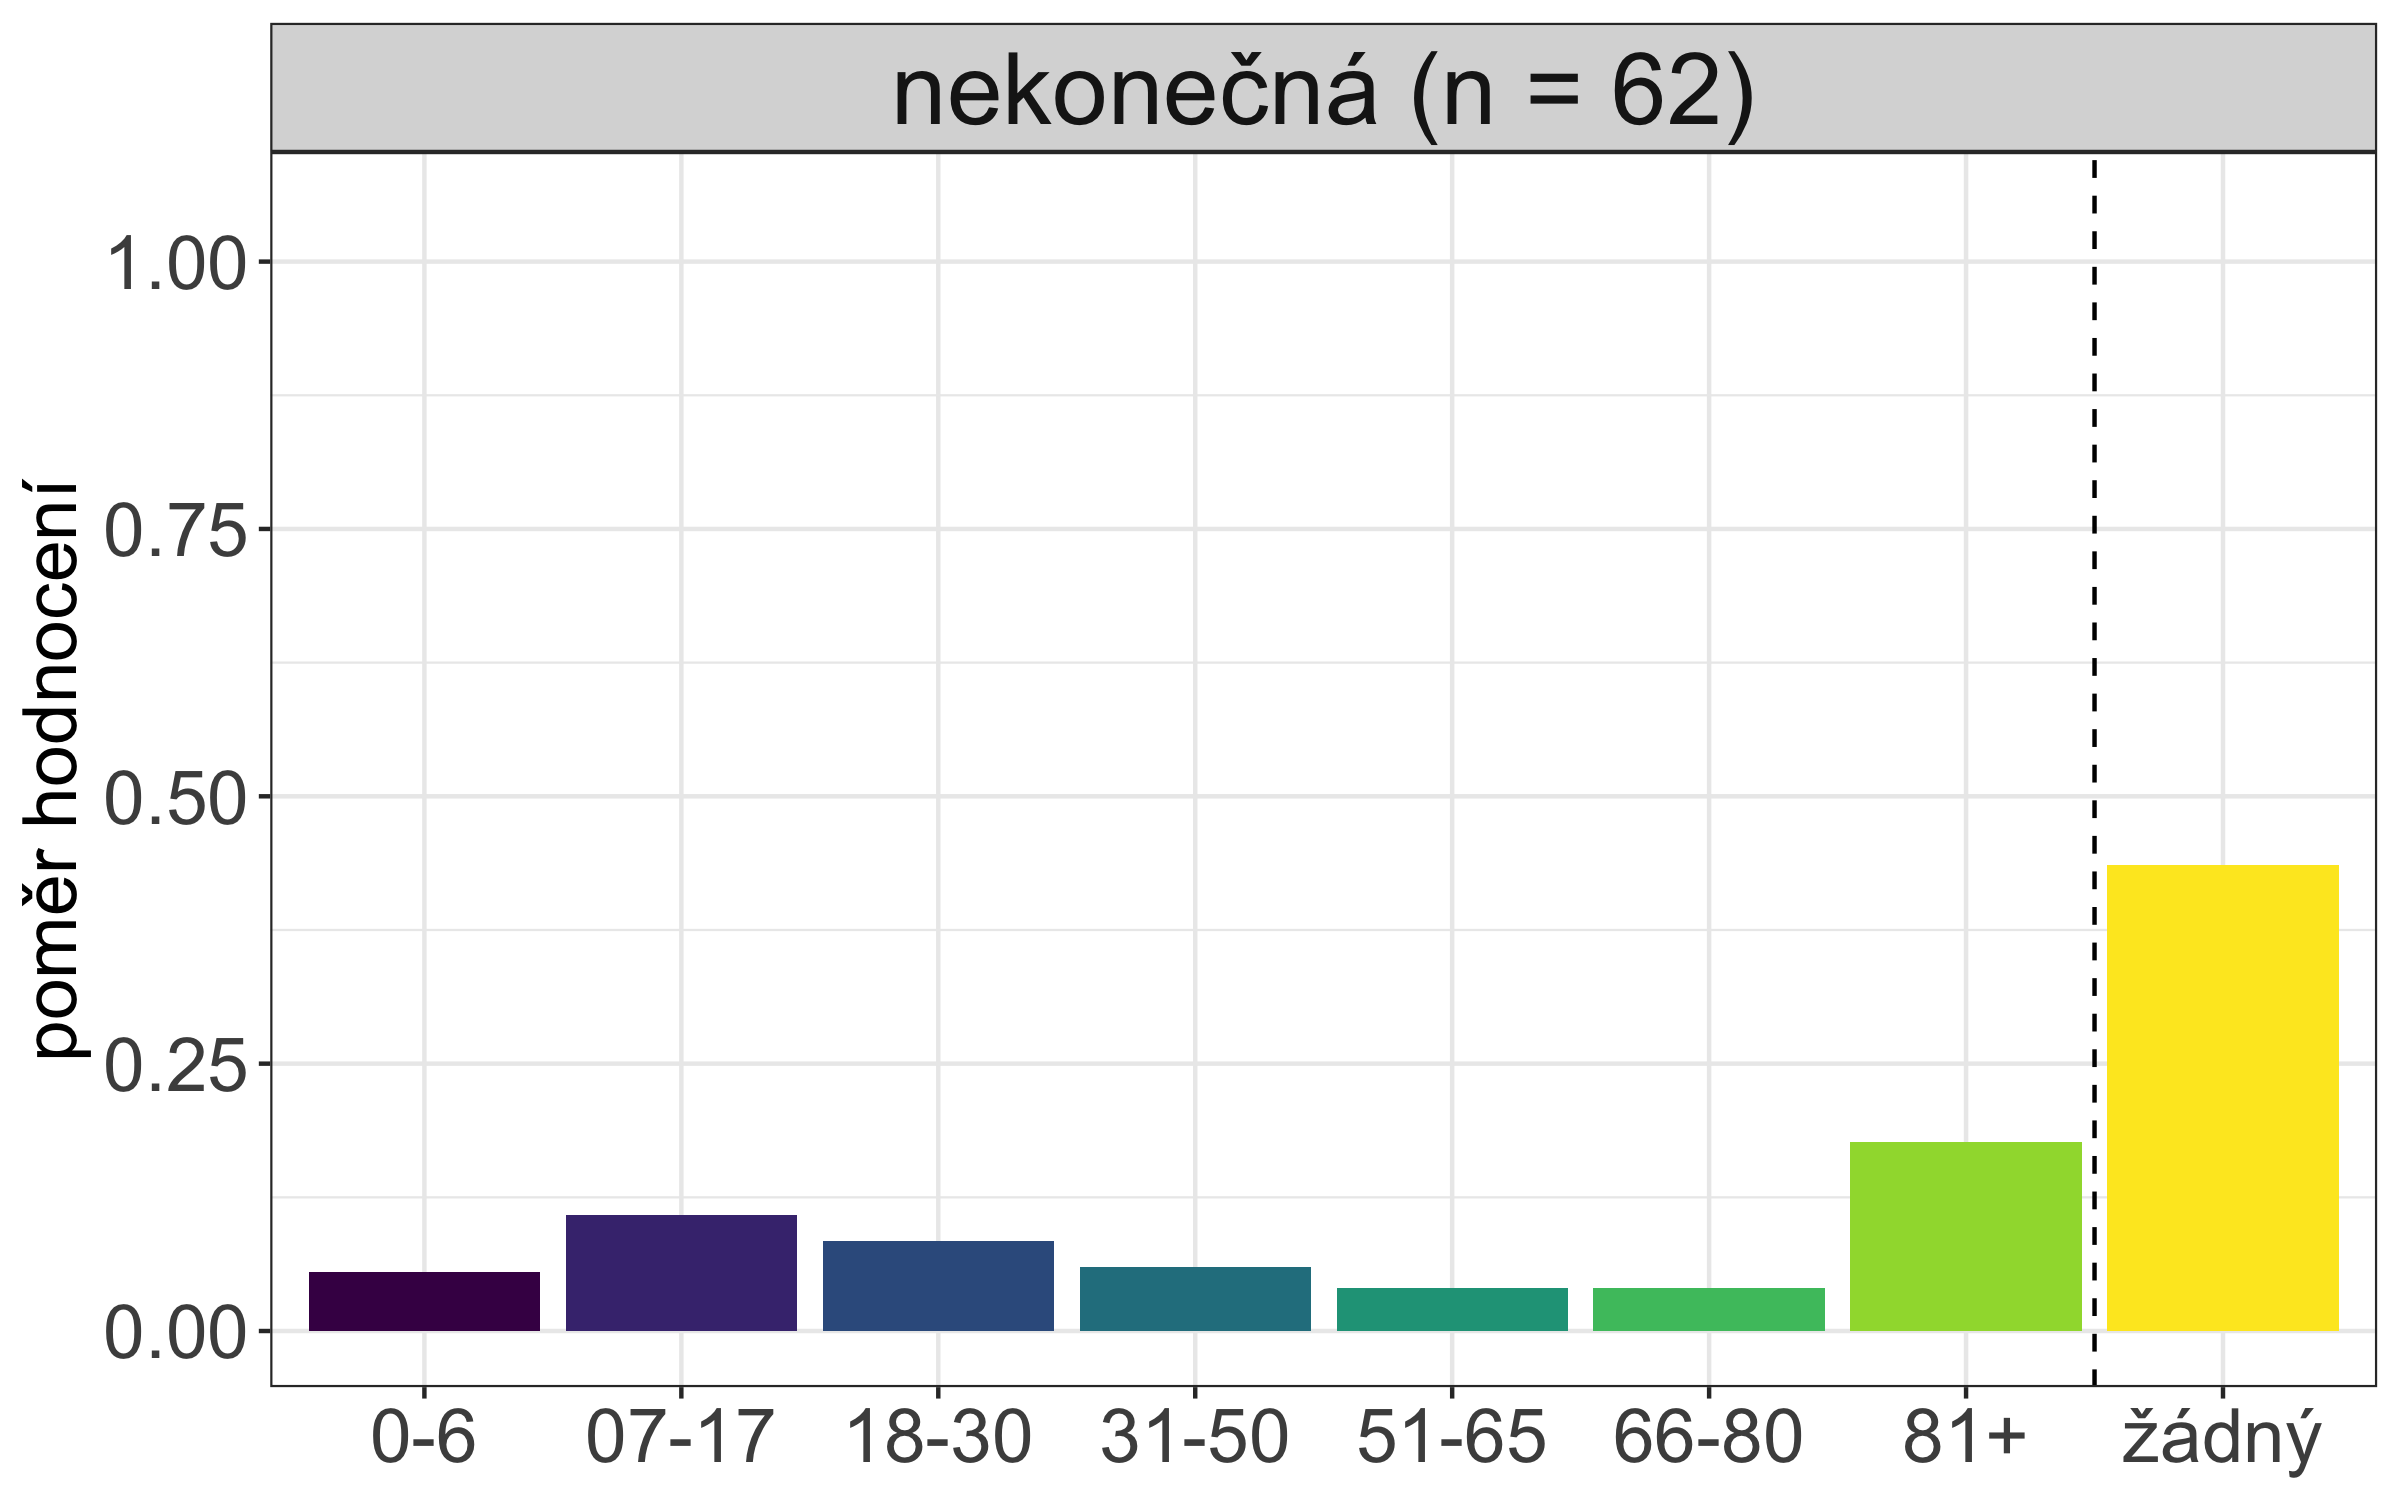 nekonečná (n = 62)
poměr hodnocení
1.00
0.75
0.50
0.25
0.00
0-6 07-17 18-30 31-50 51-65 66-80 81+ žádný